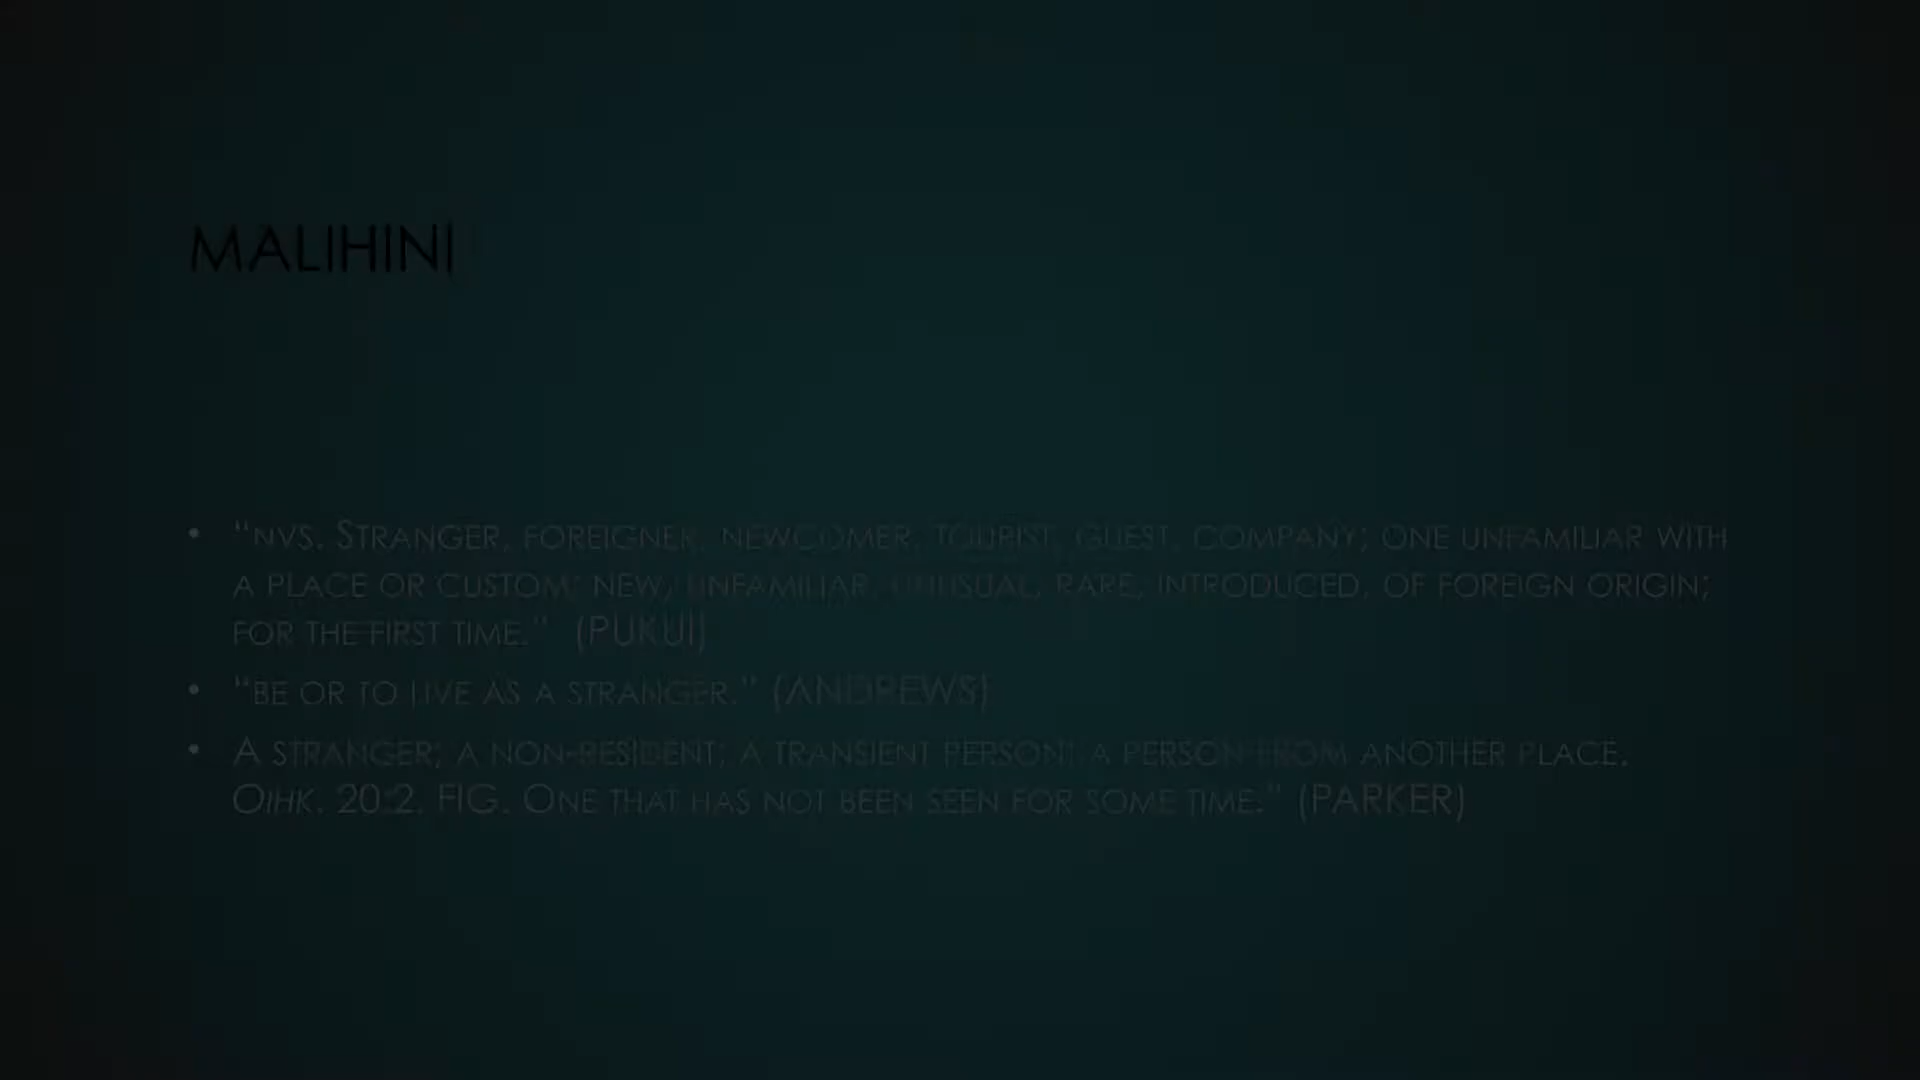 MALIHINI
• “NVS. STRANGER, FOREIGNER, NEWCOMER, TOURIST, GUEST, COMPANY; ONE UNFAMILIAR WITH
A PLACE OR CUSTOM; NEW, UNFAMILIAR, UNUSUAL, RARE, INTRODUCED, OF FOREIGN ORIGIN;
FOR THE FIRST TIME.” (PUKUI)
• “BE OR TO LIVE AS A STRANGER.” (ANDREWS)
• A STRANGER; A NON-RESIDENT; A TRANSIENT PERSON; A PERSON FROM ANOTHER PLACE.
OIHK. 20:2. FIG. ONE THAT HAS NOT BEEN SEEN FOR SOME TIME.” (PARKER)